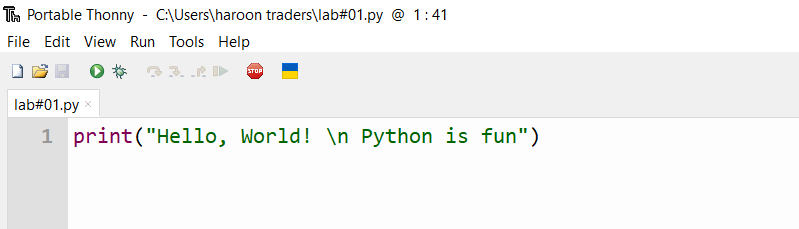 Portable Thonny - C:\Users\haroon traders\lab#01.py @ 1 : 41
File Edit View Run Tools Help
STOP
lab#01.py ×
1 print("Hello, World! \n Python is fun")